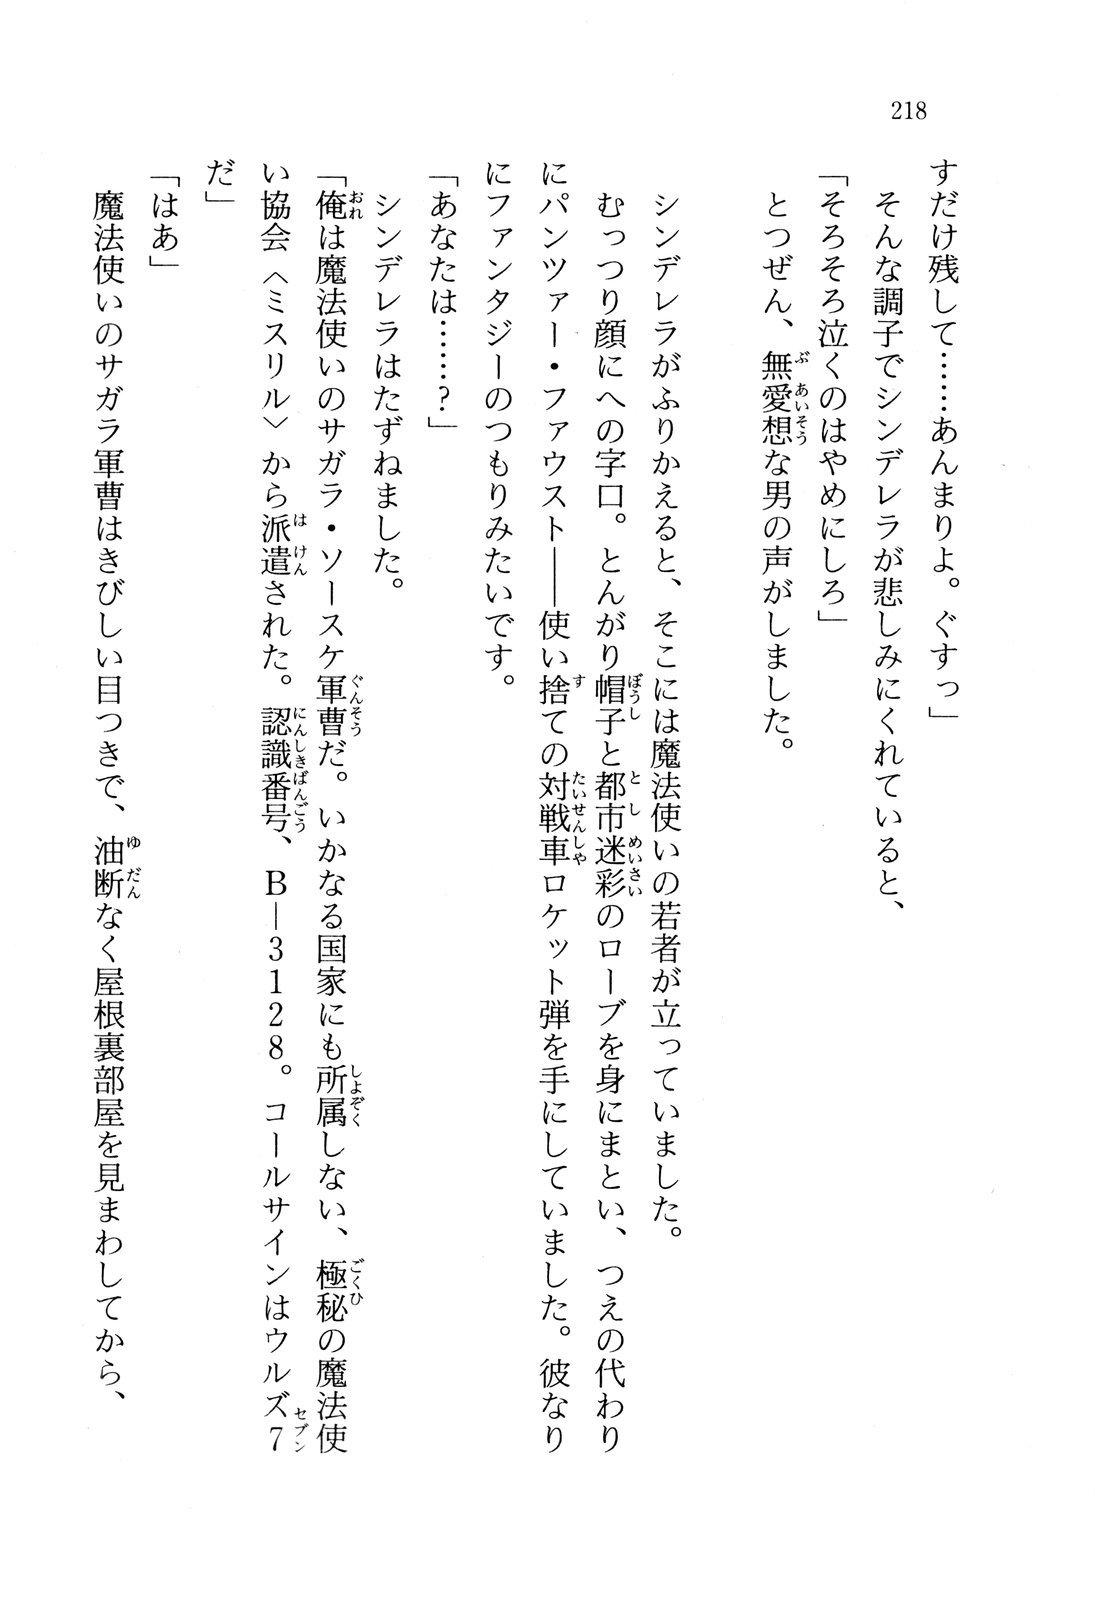 218
すだけ残して……あんまりよ。ぐすっ」
そんな調子でシンデレラが悲しみにくれていると、
「そろそろ泣くのはやめにしろ」
とつぜん、無愛想な男の声がしました。
シンデレラがふりかえると、そこには魔法使いの若者が立っていました。
むっつり顔にへの字口。とんがり帽子と都市迷彩のローブを身にまとい、つえの代わり
にパンツァー・ファウスト――使い捨ての対戦車ロケット弾を手にしていました。彼なり
にファンタジーのつもりみたいです。
「あなたは……?」
シンデレラはたずねました。
「俺は魔法使いのサガラ・ソースケ軍曹だ。いかなる国家にも所属しない、極秘の魔法使
い協会〈ミスリル〉から派遣された。認識番号、B―3128。コールサインはウルズ7
だ」
「はあ」
魔法使いのサガラ軍曹はきびしい目つきで、油断なく屋根裏部屋を見まわしてから、